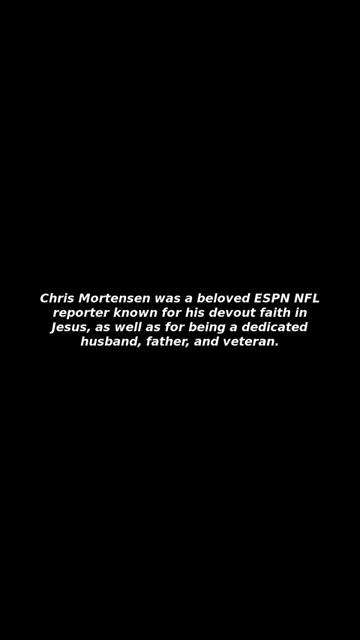 Chris Mortensen was a beloved ESPN NFL
reporter known for his devout faith in
Jesus, as well as for being a dedicated
husband, father, and veteran.